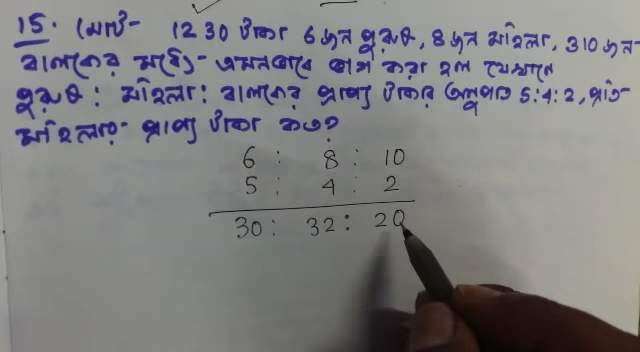 15. মোট- 1230 টাকা 6 জন পুরুষ, 8 জন মহিলা, 310 জন-
বালকের মধ্যে- এমনভাবে ভাগ করা হল যেখানে
পুরুষ : মহিলা : বালকের প্রাপ্য টাকার অনুপাত 5:4:2, প্রতি-
মহিলার প্রাপ্য টাকা কত?
6 : 8 : 10
5 : 4 : 2
30 : 32 : 20